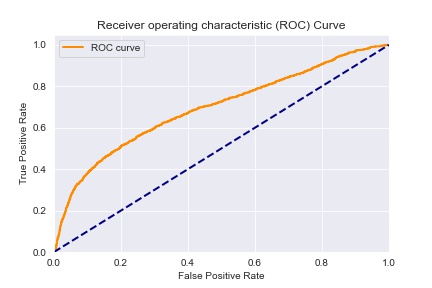 Receiver operating characteristic (ROC) Curve
1.0
ROC curve
0.8
0.6
True Positive Rate
0.4
0.2
0.0
0.0 0.2 0.4 0.6 0.8 1.0
False Positive Rate